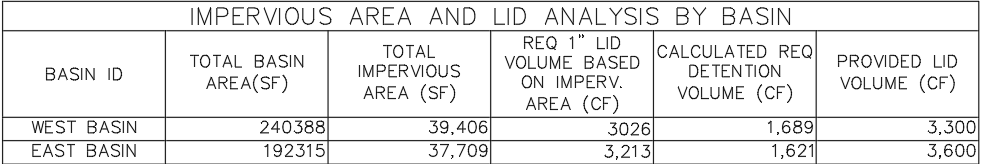 IMPERVIOUS AREA AND LID ANALYSIS BY BASIN
BASIN ID
TOTAL BASIN
AREA(SF)
TOTAL
IMPERVIOUS
AREA (SF)
REQ 1" LID
VOLUME BASED
ON IMPERV.
AREA (CF)
CALCULATED REQ
DETENTION
VOLUME (CF)
PROVIDED LID
VOLUME (CF)
WEST BASIN 240388 39,406 3026 1,689 3,300
EAST BASIN 192315 37,709 3,213 1,621 3,600